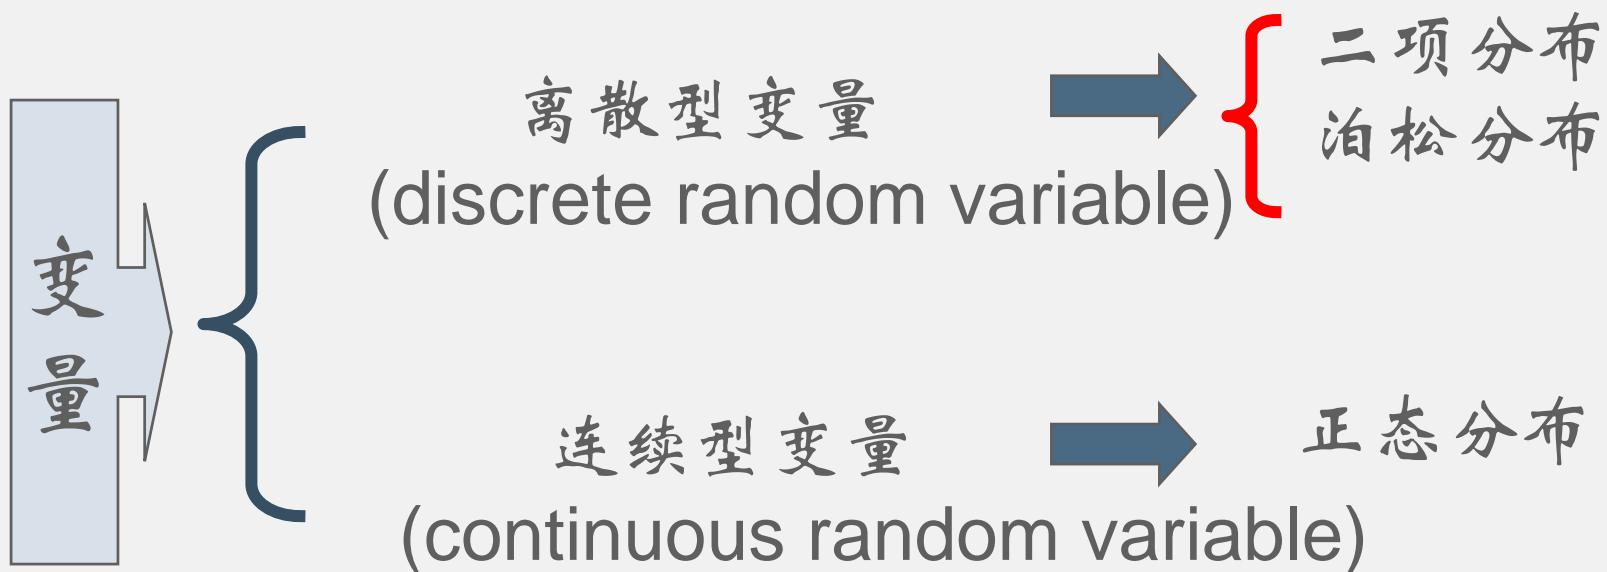 变量
离散型变量
(discrete random variable)
二项分布
泊松分布
连续型变量
(continuous random variable)
正态分布